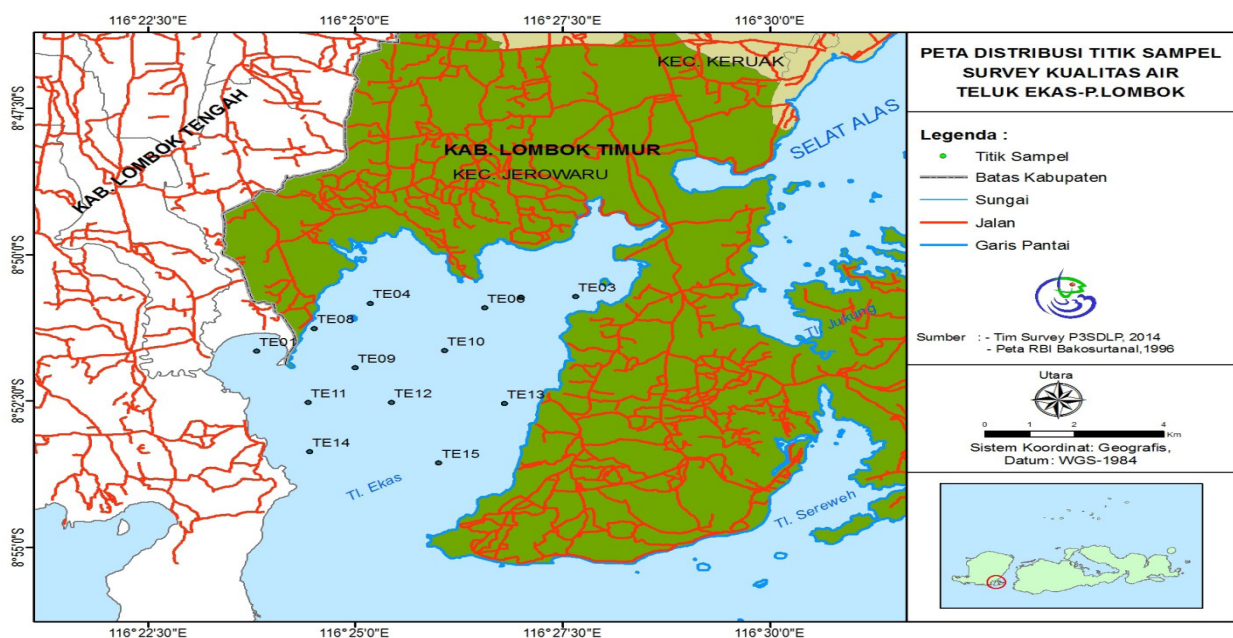 116°22'30"E 116°25'0"E 116°27'30"E 116°30'0"E
8°47'30"S
8°50'0"S
8°52'30"S
8°55'0"S
KAB. LOMBOK TENGAH
KEC. KERUAK
SELAT ALAS
KAB. LOMBOK TIMUR
KEC. JEROWARU
TE03
TE04
TE06
TE08
TE01
TE10
TE09
TE11
TE12
TE13
TE14
TE15
Tl. Ekas
Tl. Jukung
Tl. Sereweh
116°22'30"E 116°25'0"E 116°27'30"E 116°30'0"E
PETA DISTRIBUSI TITIK SAMPEL
SURVEY KUALITAS AIR
TELUK EKAS-P.LOMBOK
Legenda :
Titik Sampel
Batas Kabupaten
Sungai
Jalan
Garis Pantai
Sumber : - Tim Survey P3SDLP, 2014
- Peta RBI Bakosurtanal,1996
Utara
0 1 2 4
Km
Sistem Koordinat: Geografis,
Datum : WGS-1984